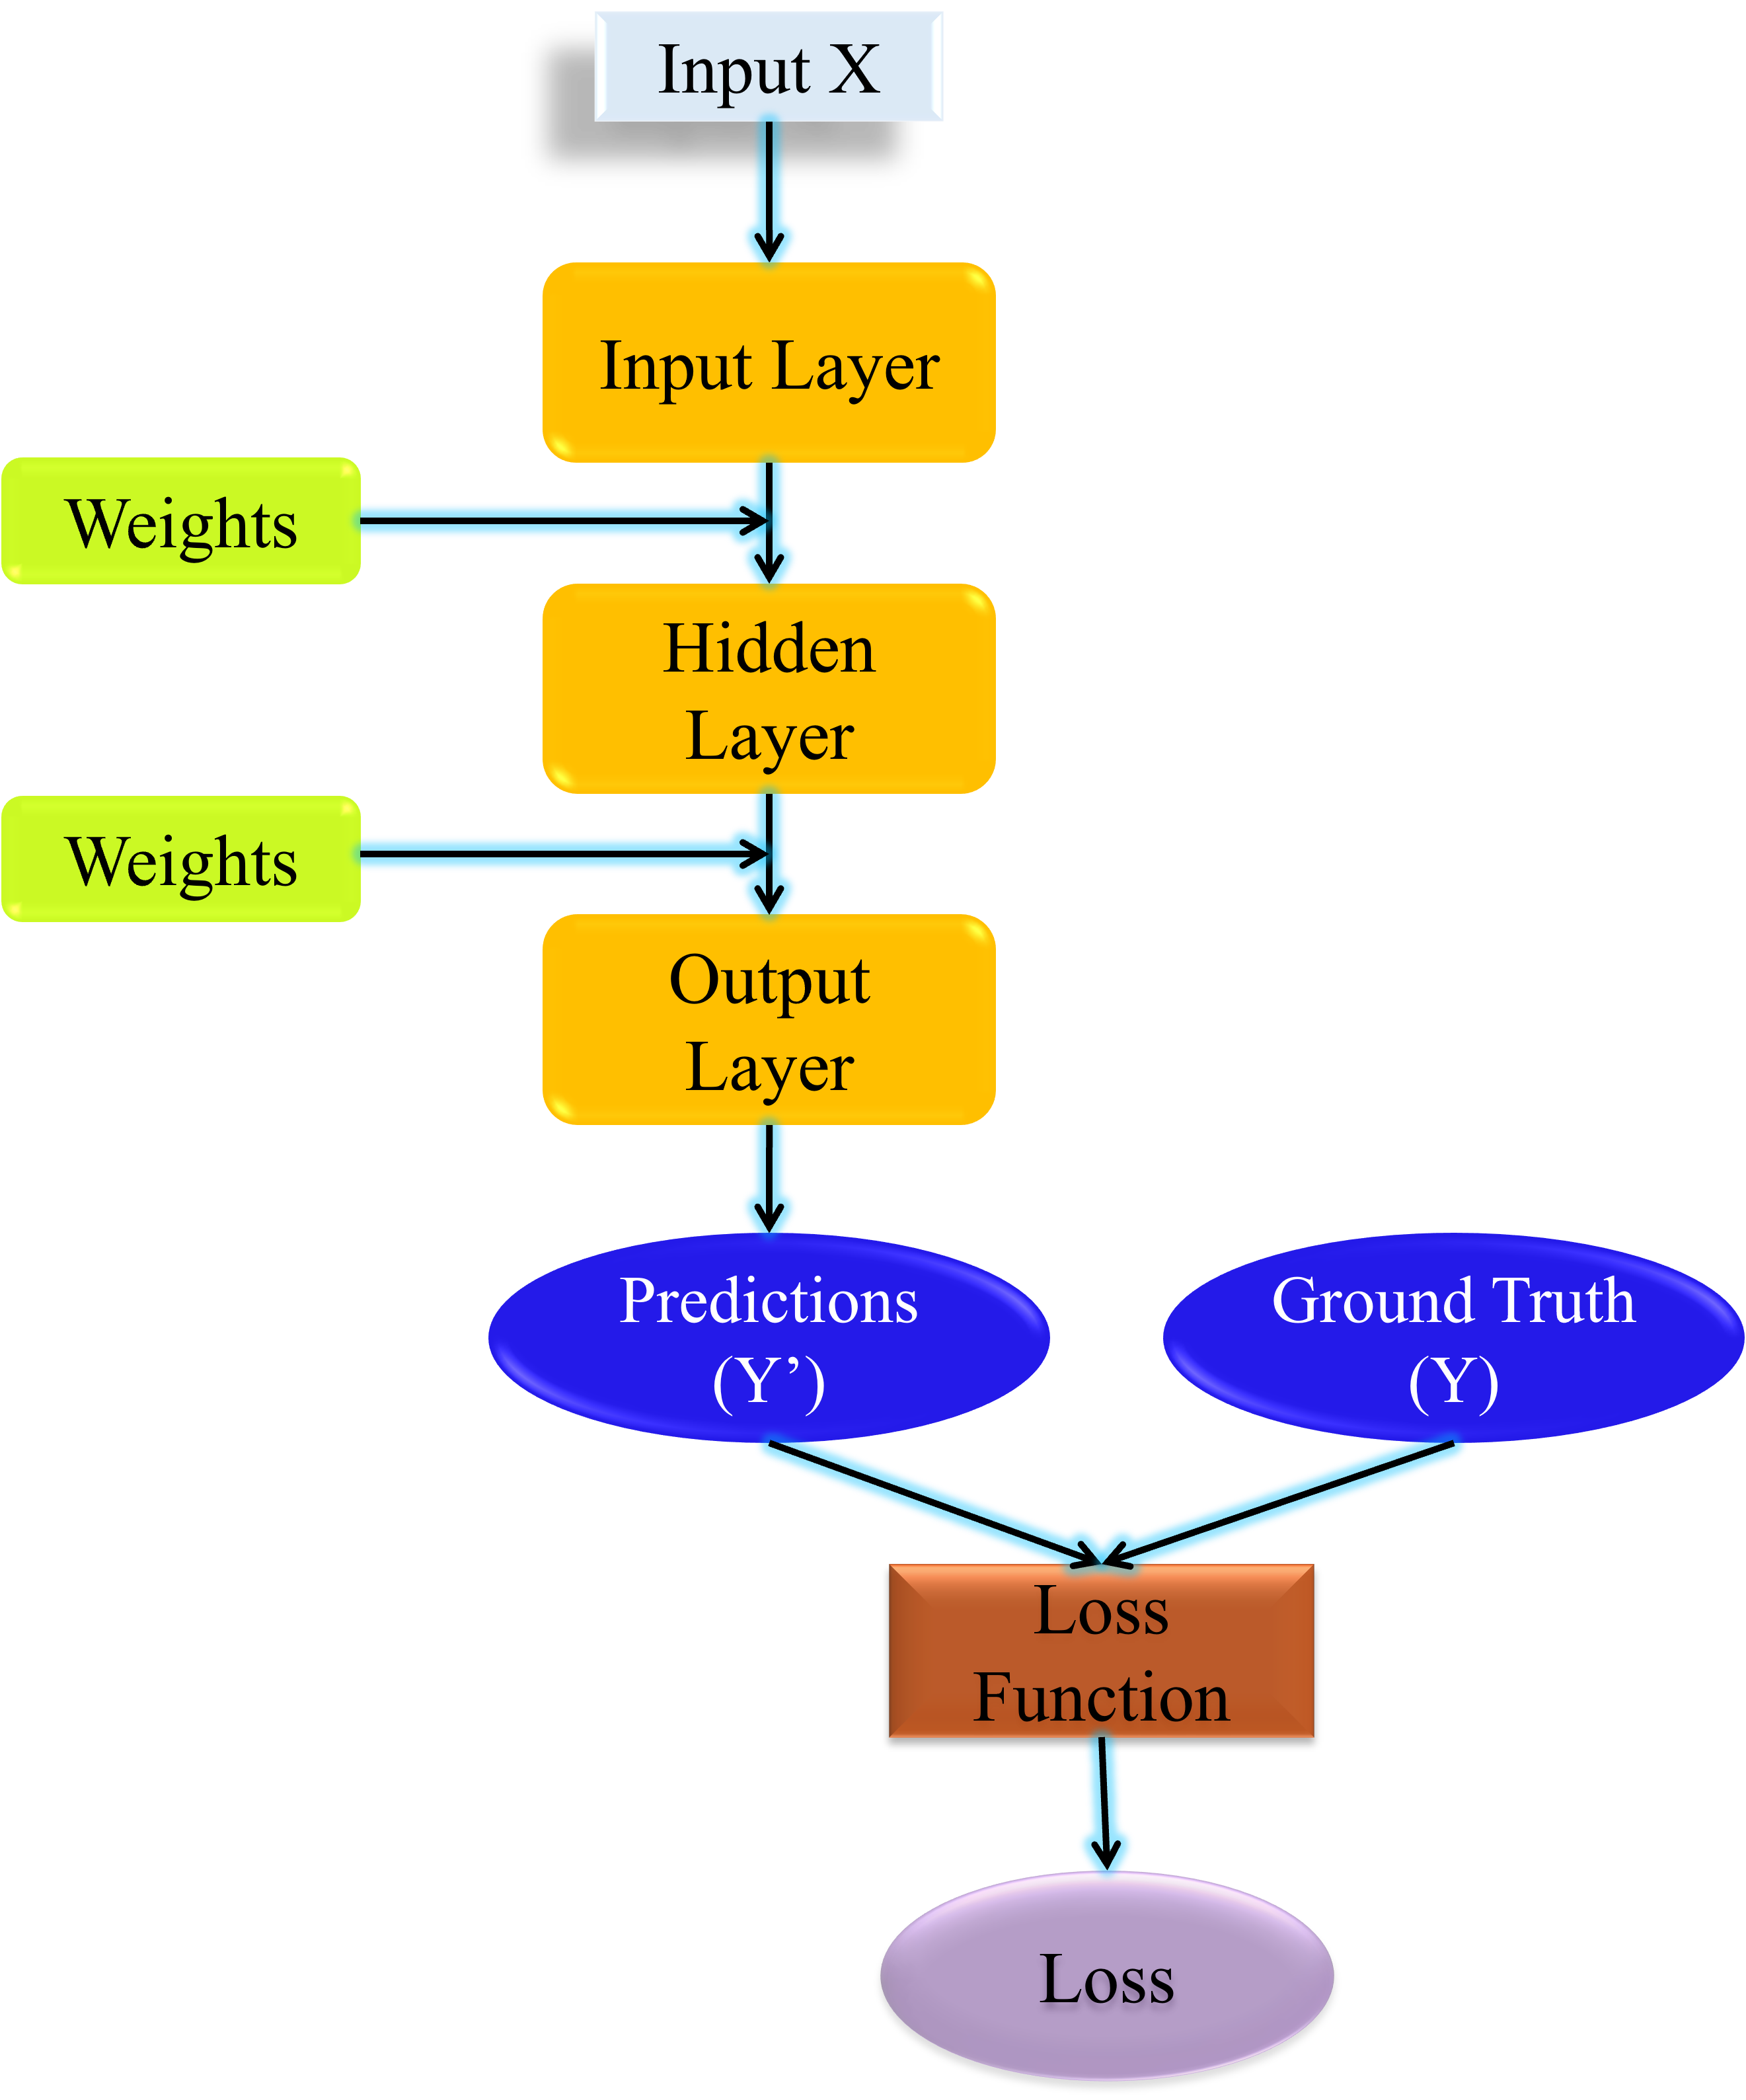 Input X
Input Layer
Weights
Hidden
Layer
Weights
Output
Layer
Predictions
(Y’)
Ground Truth
(Y)
Loss
Function
Loss